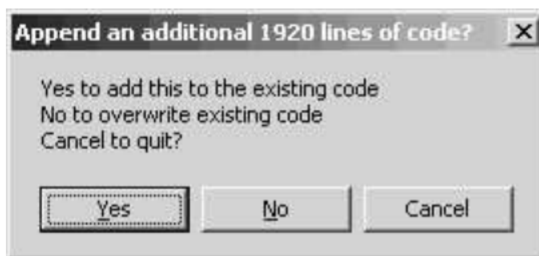 Append an additional 1920 lines of code?
Yes to add this to the existing code
No to overwrite existing code
Cancel to quit?
Yes
No
Cancel